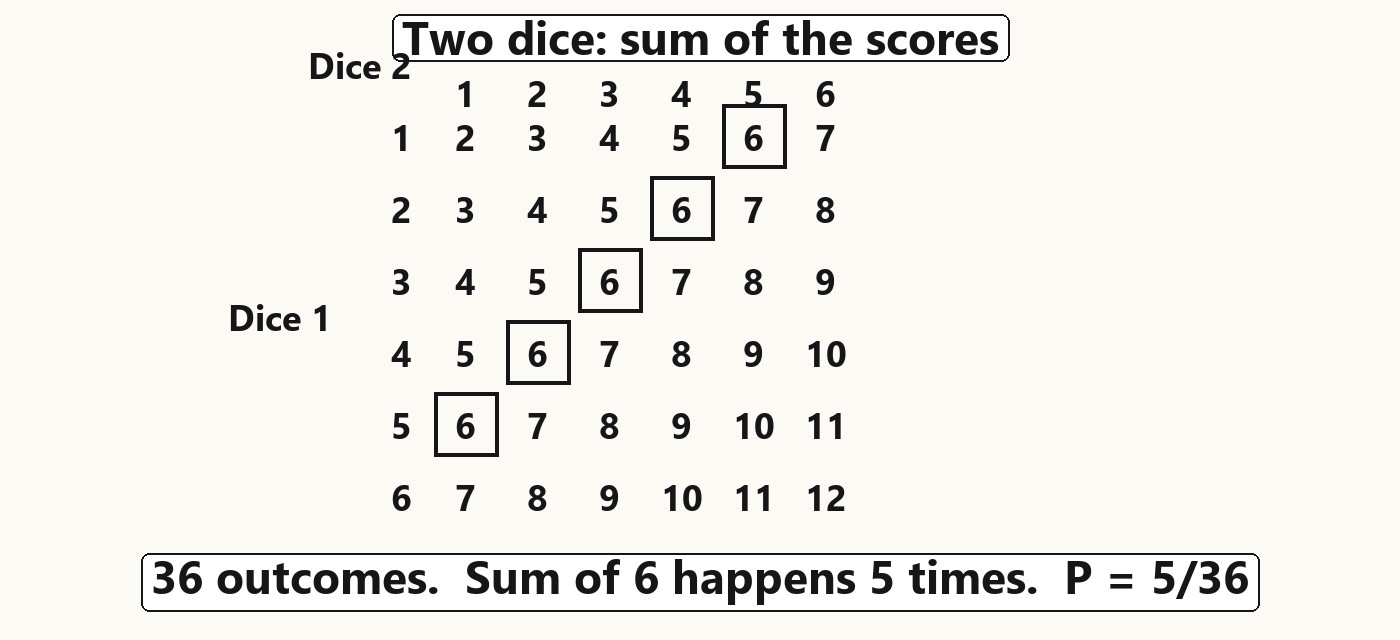 Two dice: sum of the scores
Dice 2
1 2 3 4 5 6
1 2 3 4 5 6 7
2 3 4 5 6 7 8
3 4 5 6 7 8 9
Dice 1
4 5 6 7 8 9 10
5 6 7 8 9 10 11
6 7 8 9 10 11 12
36 outcomes. Sum of 6 happens 5 times. P = 5/36